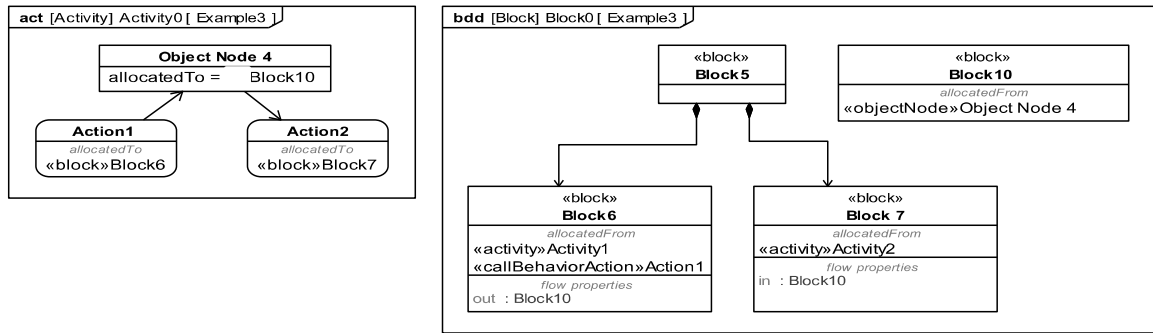 act [Activity] Activity0 [ Example3 ]
Object Node 4
allocatedTo = Block10
Action1
allocatedTo
«block»Block6
Action2
allocatedTo
«block»Block7
bdd [Block] Block0 [ Example3 ]
«block»
Block5
«block»
Block10
allocatedFrom
«objectNode»Object Node 4
«block»
Block6
allocatedFrom
«activity»Activity1
«callBehaviorAction»Action1
flow properties
out : Block10
«block»
Block 7
allocatedFrom
«activity»Activity2
flow properties
in : Block10